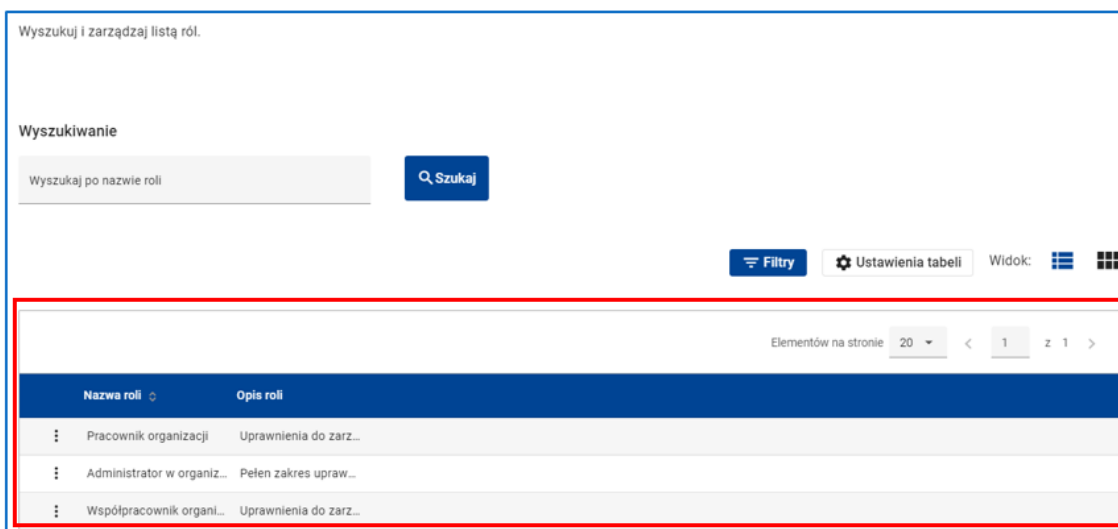 Wyszukuj i zarządzaj listą ról.
Wyszukiwanie
Wyszukaj po nazwie roli
Szukaj
Filtry Ustawienia tabeli Widok:
Elementów na stronie 20 < 1 z 1 >
Nazwa roli Opis roli
Pracownik organizacji Uprawnienia do zarz...
Administrator w organiz... Pełen zakres upraw...
Współpracownik organi... Uprawnienia do zarz...